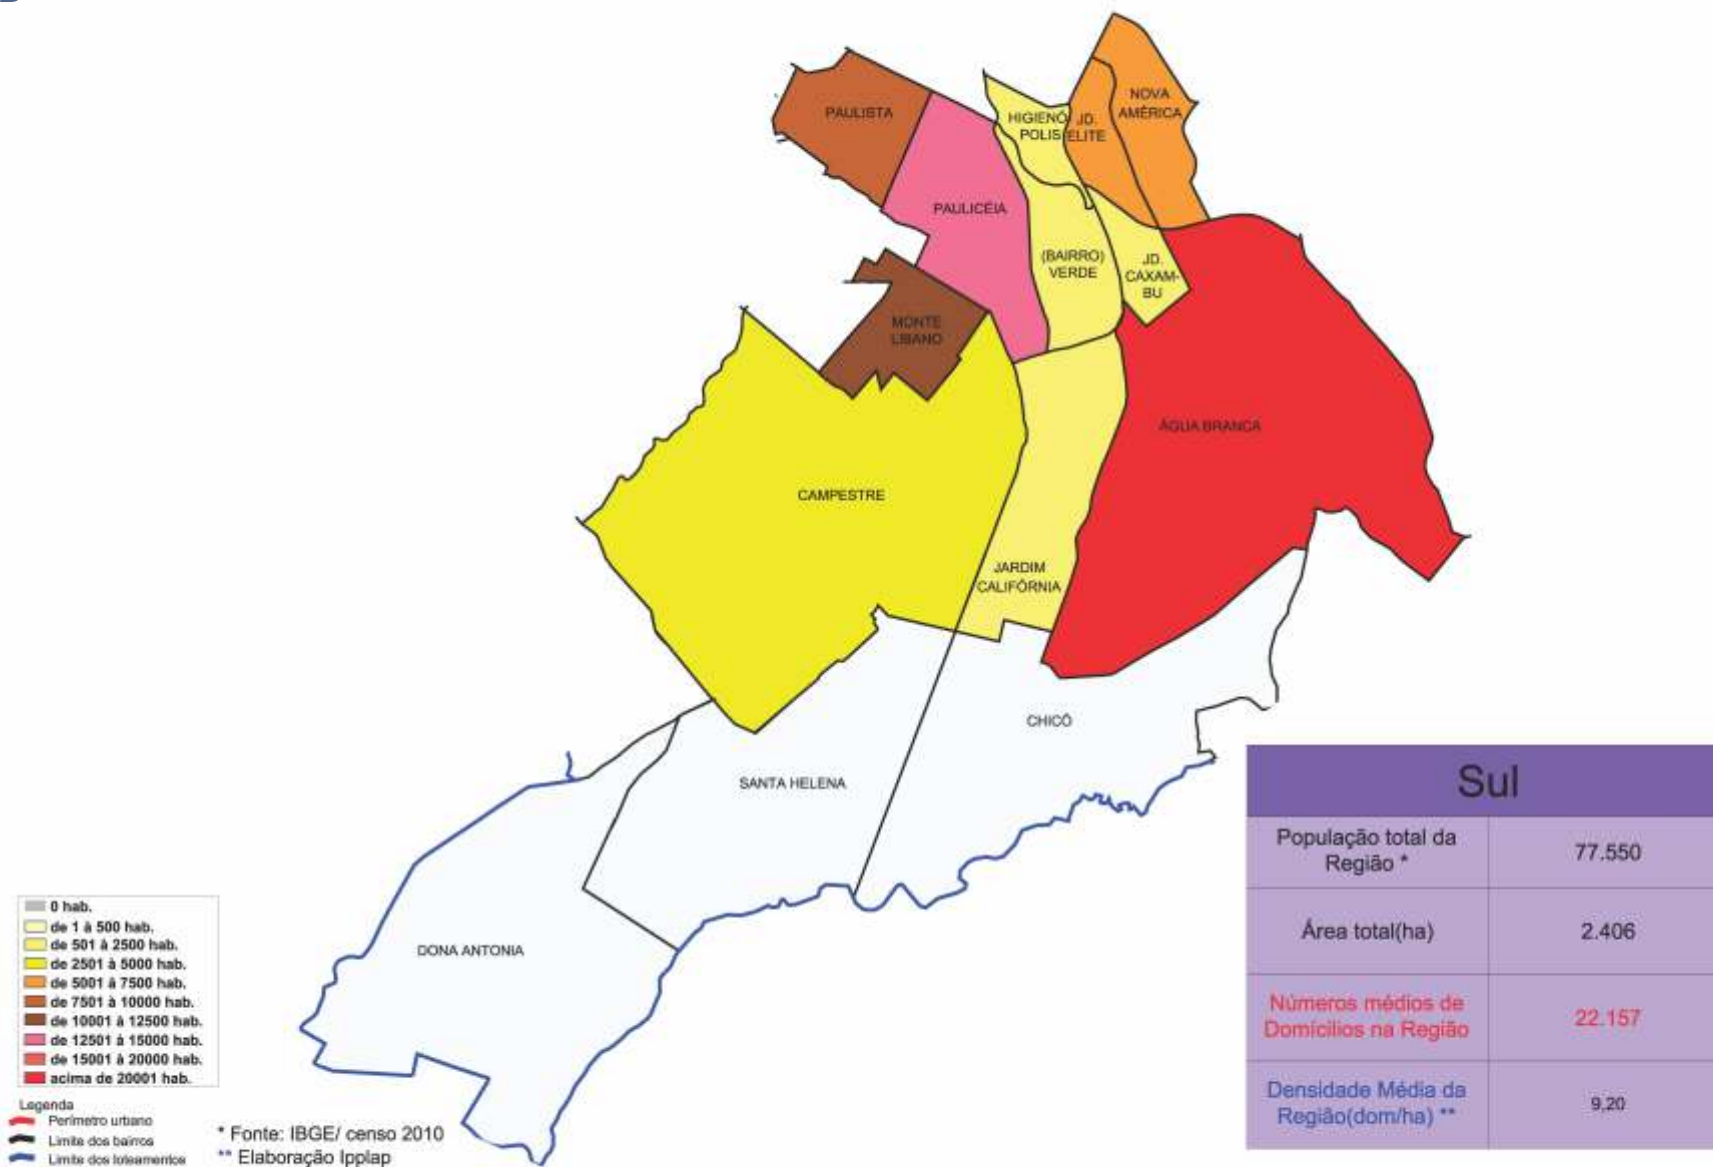 NOVA
AMÉRICA
PAULISTA
HIGIENÓ
POLIS
JD.
ELITE
PAULICÉIA
(BAIRRO)
VERDE
JD.
CAXAM-
BU
MONTE
LÍBANO
ÁGUA BRANCA
CAMPESTRE
JARDIM
CALIFÓRNIA
CHICÓ
SANTA HELENA
DONA ANTONIA
Sul
População total da
Região *
77.550
Área total(ha)
2.406
Números médios de
Domicílios na Região
22.157
Densidade Média da
Região(dom/ha) **
9,20
0 hab.
de 1 à 500 hab.
de 501 à 2500 hab.
de 2501 à 5000 hab.
de 5001 à 7500 hab.
de 7501 à 10000 hab.
de 10001 à 12500 hab.
de 12501 à 15000 hab.
de 15001 à 20000 hab.
acima de 20001 hab.
Legenda
Perímetro urbano
Limite dos bairros
Limite dos loteamentos
* Fonte: IBGE/ censo 2010
** Elaboração Ipplap